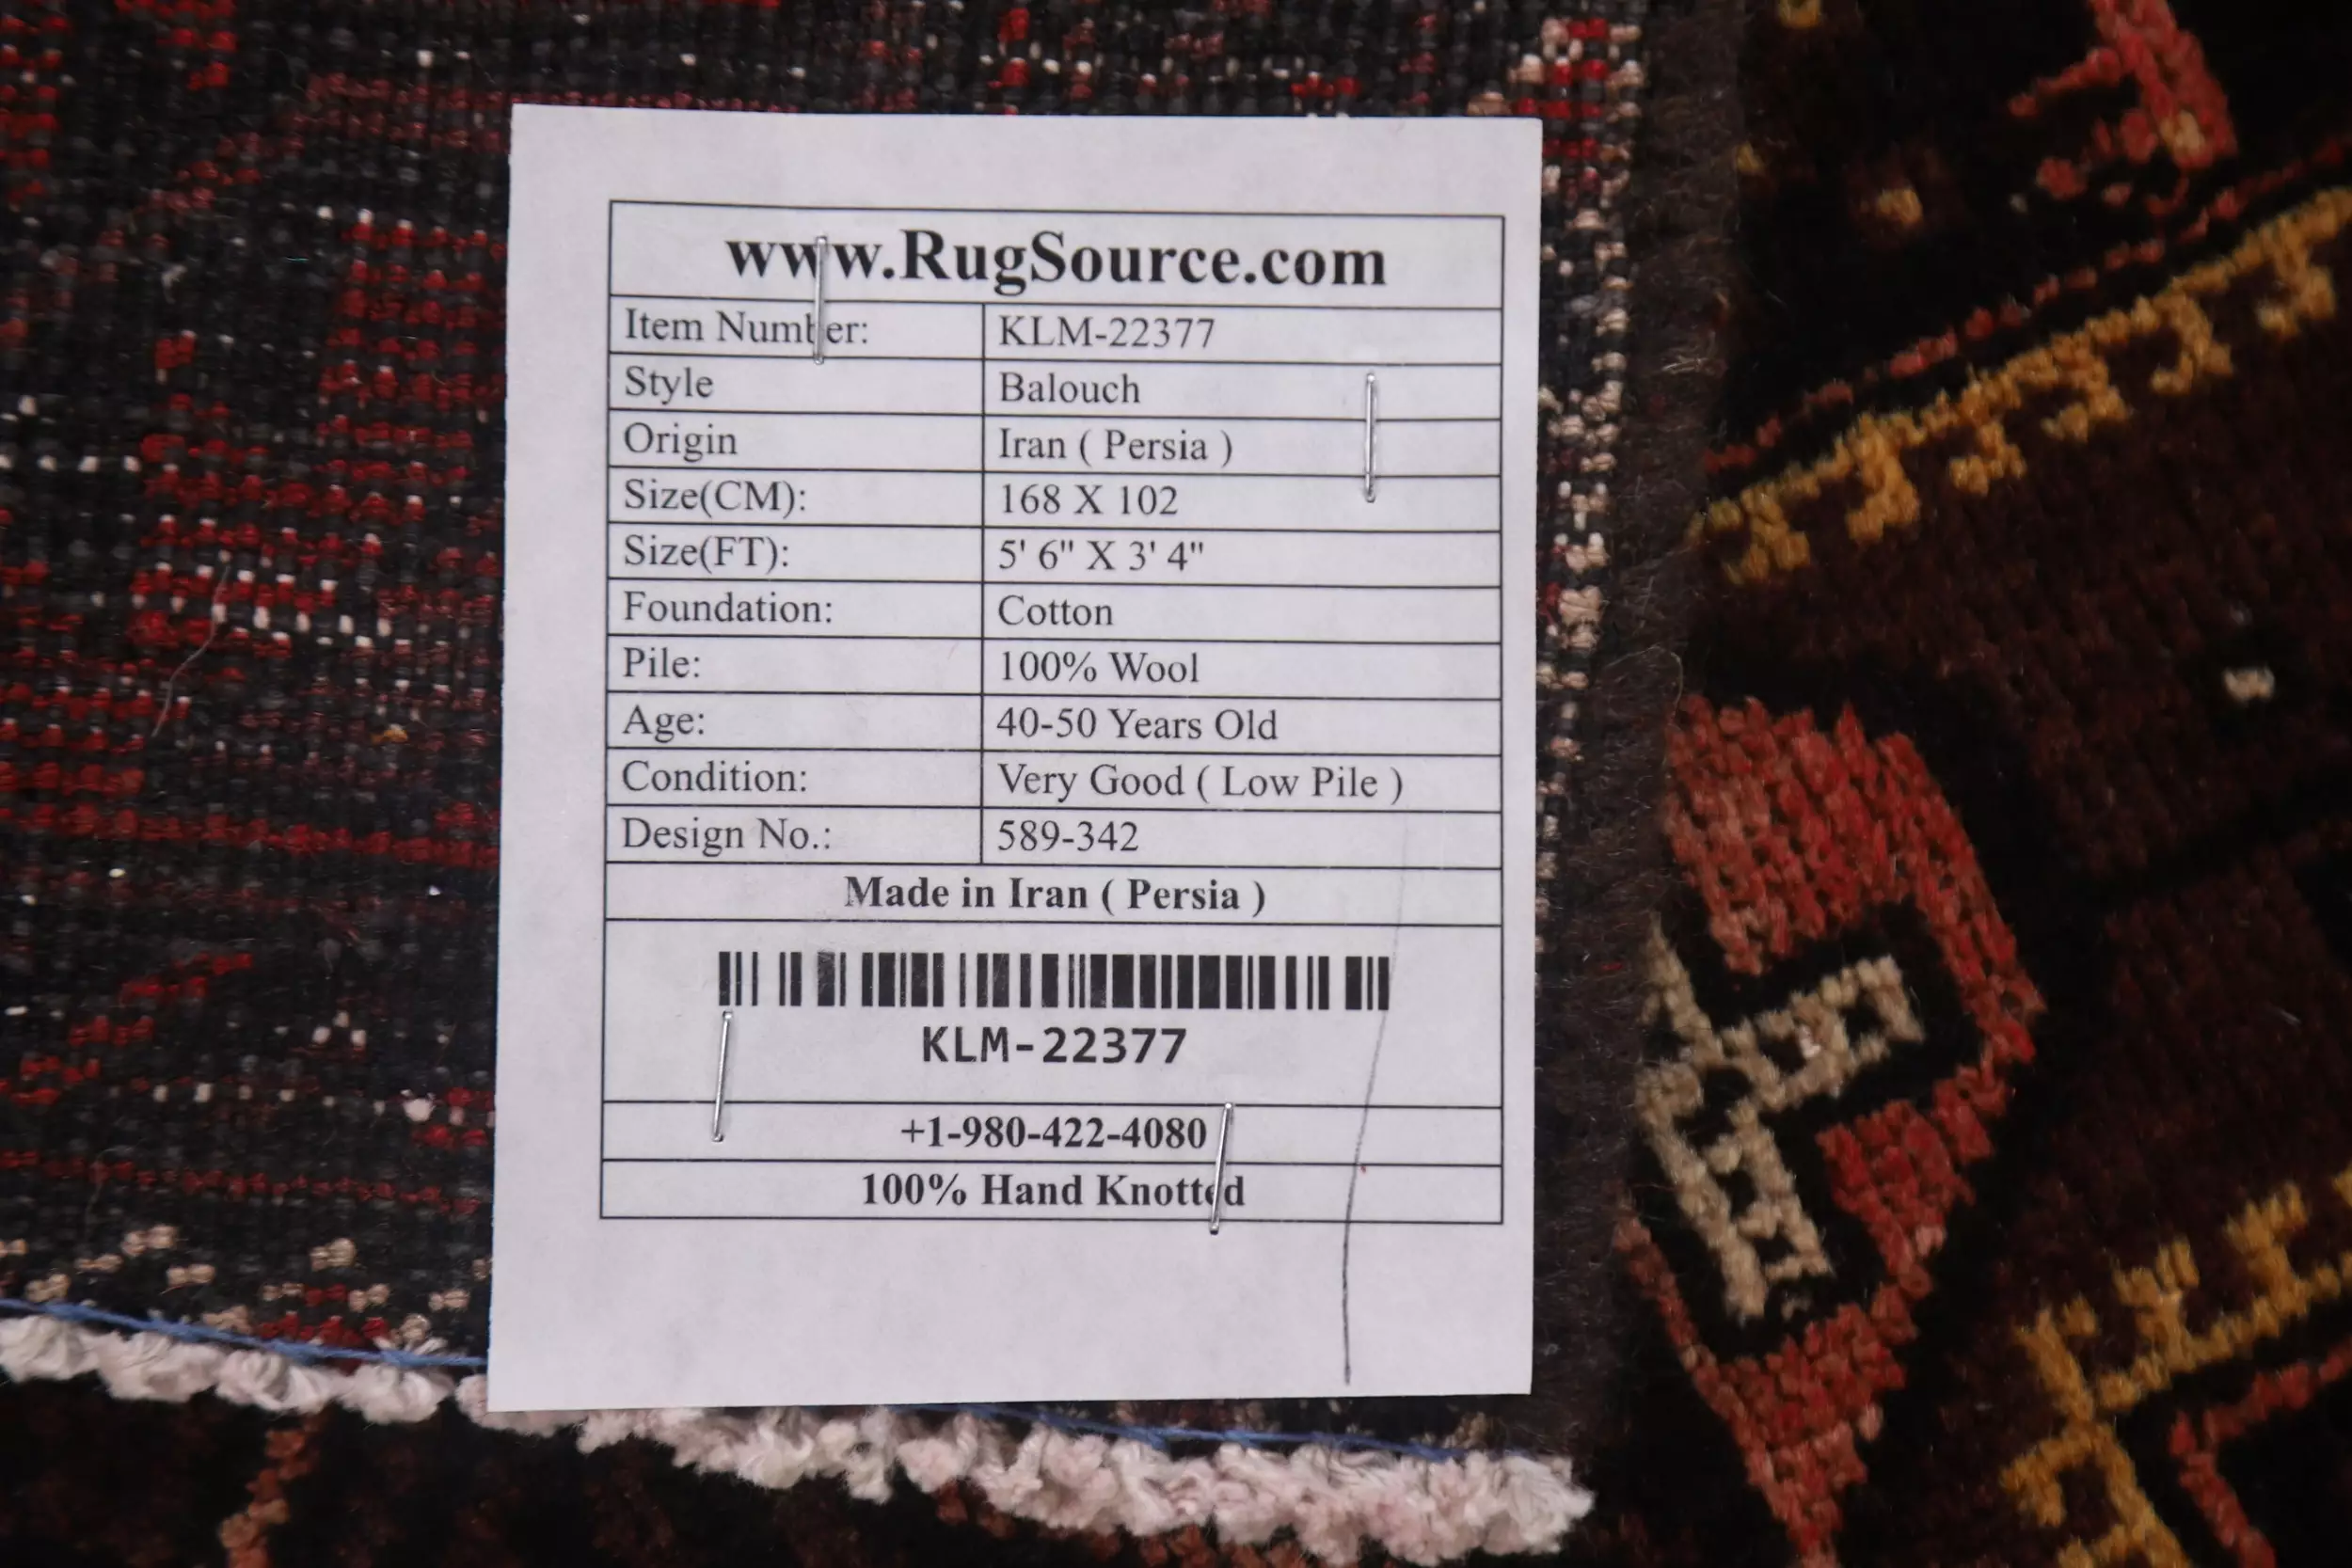 www.RugSource.com
Item Number: KLM-22377
Style Balouch
Origin Iran ( Persia )
Size(CM): 168 X 102
Size(FT): 5' 6" X 3' 4"
Foundation: Cotton
Pile: 100% Wool
Age: 40-50 Years Old
Condition: Very Good ( Low Pile )
Design No.: 589-342
Made in Iran ( Persia )
KLM-22377
+1-980-422-4080
100% Hand Knotted